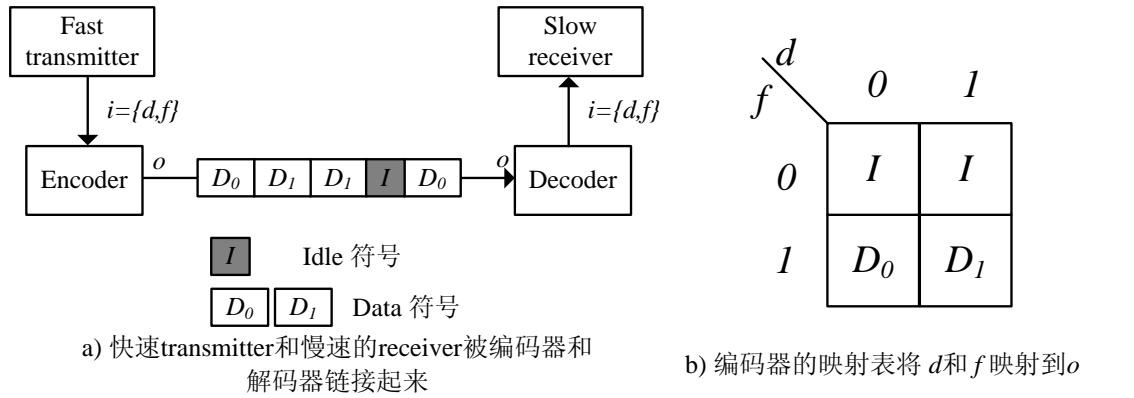 Fast
transmitter
Slow
receiver
i={d,f}
i={d,f}
Encoder
o
D0 D1 D1 I D0
o
Decoder
I Idle 符号
D0 D1 Data 符号
a) 快速transmitter和慢速的receiver被编码器和
解码器链接起来
d
f
0 1
0 I I
1 D0 D1
b) 编码器的映射表将 d和 f 映射到o